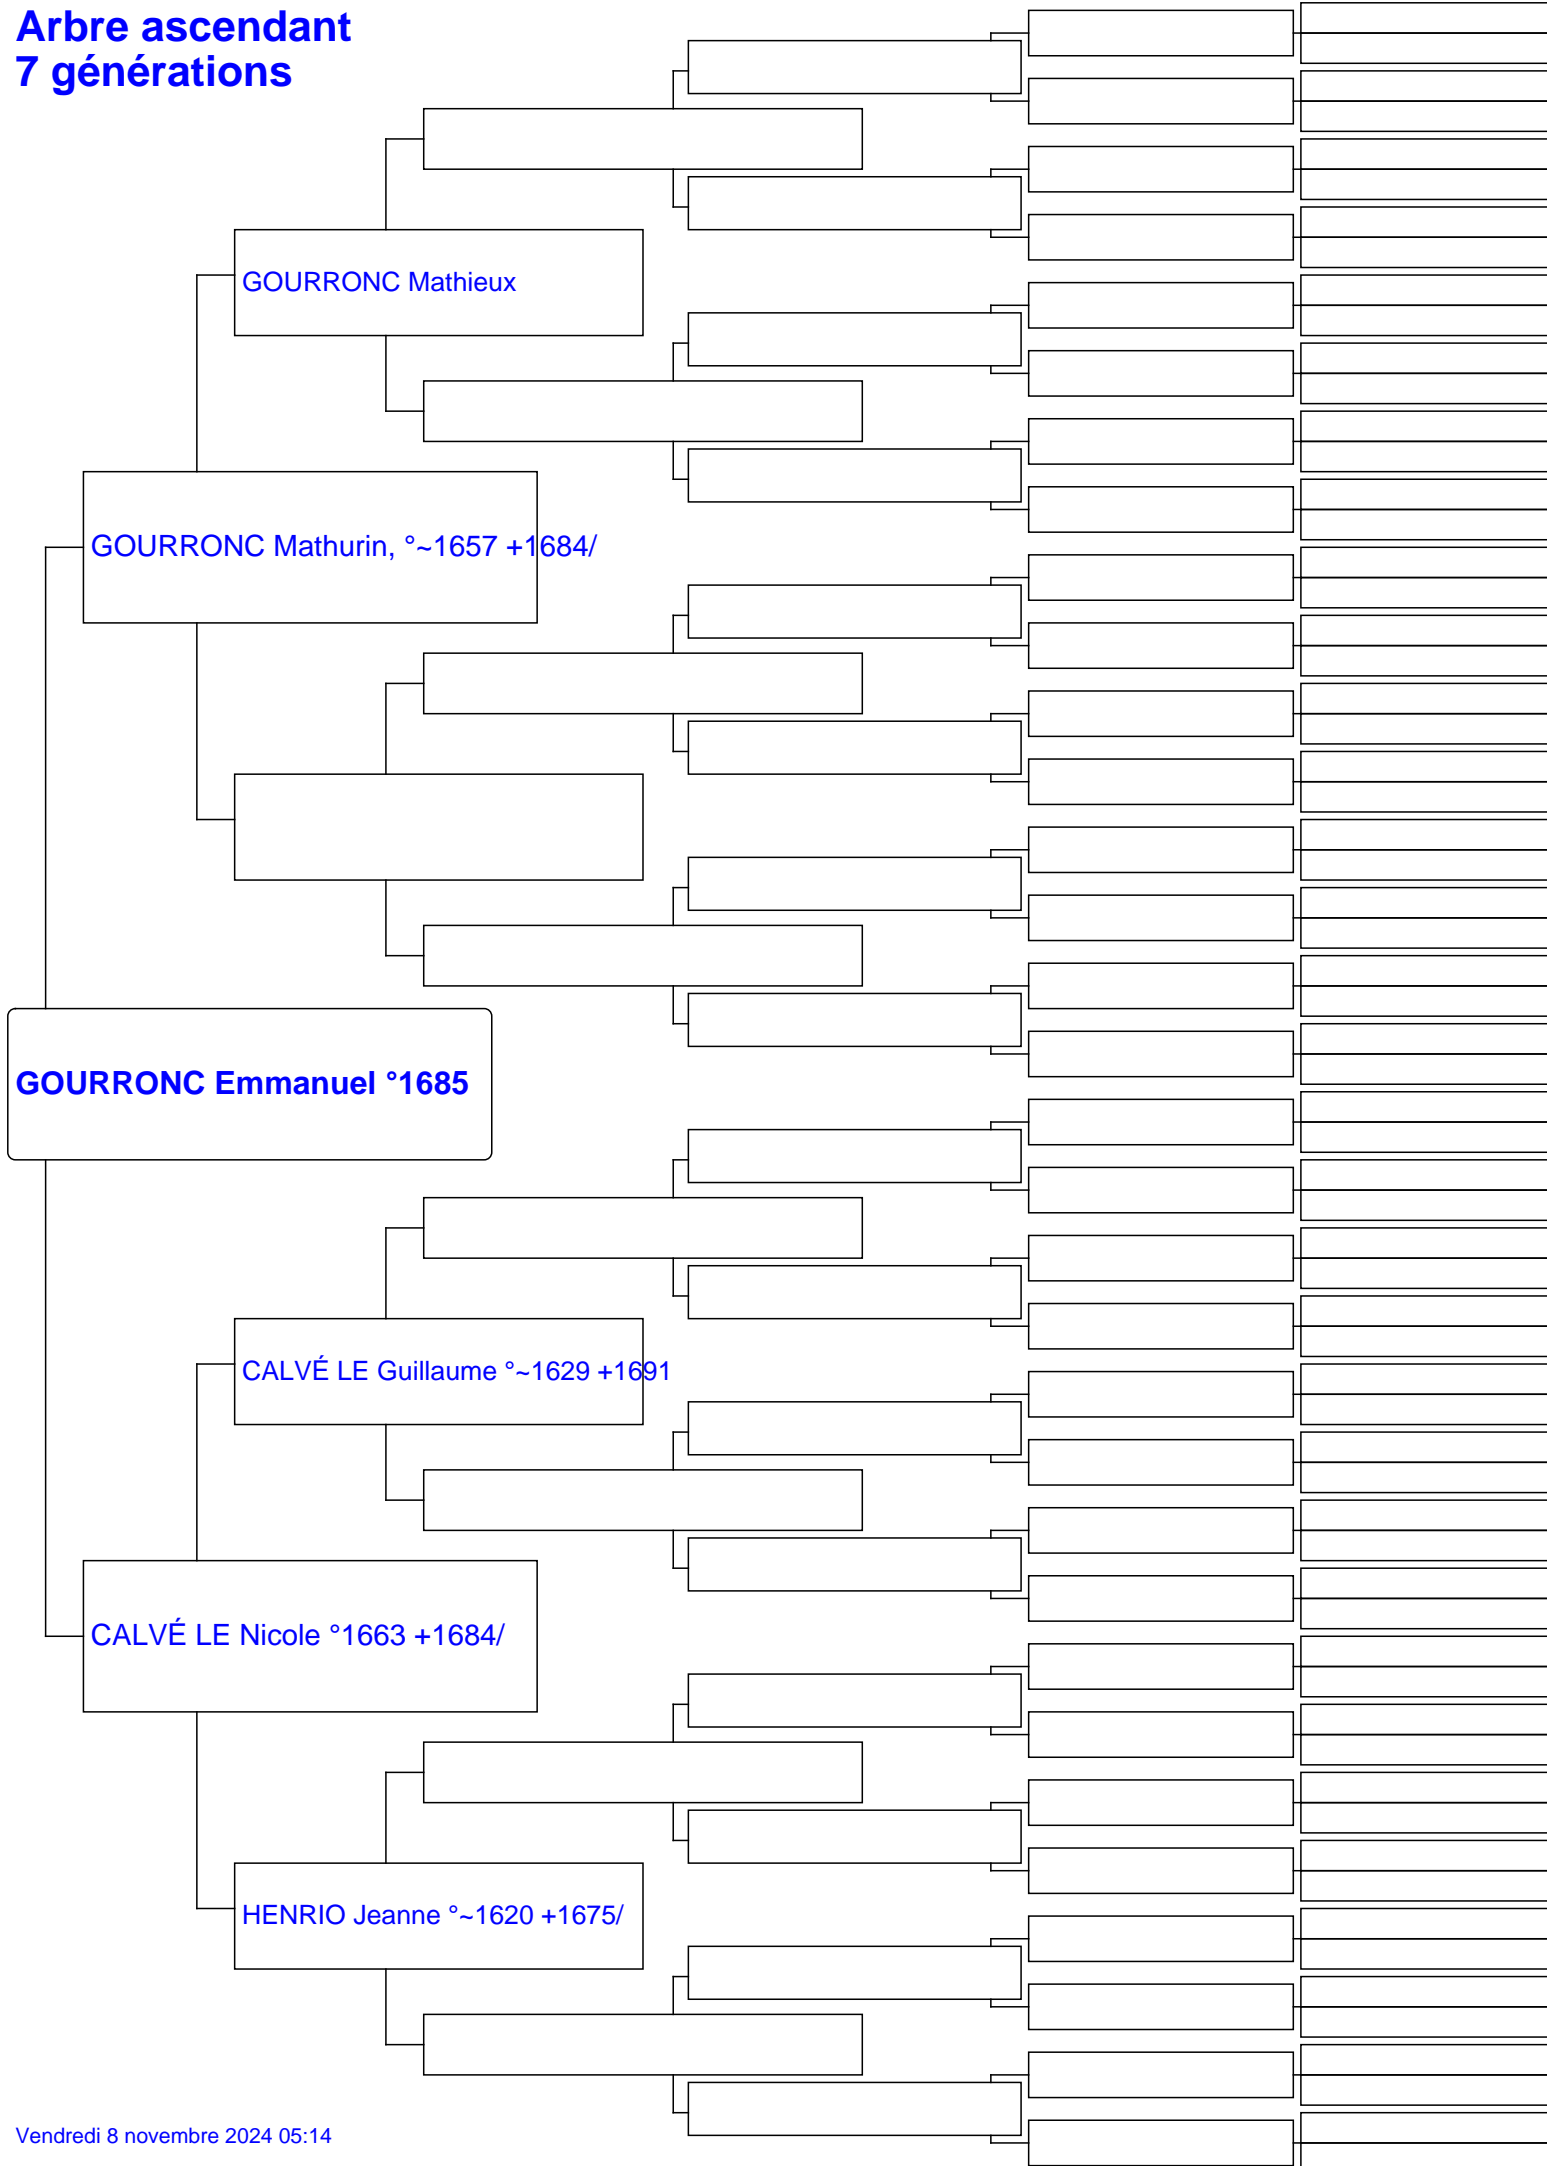 Arbre ascendant
7 générations
GOURRONC Mathieux
GOURRONC Mathurin, °~1657 +1684/
GOURRONC Emmanuel °1685
CALVÉ LE Guillaume °~1629 +1691
CALVÉ LE Nicole °1663 +1684/
HENRIO Jeanne °~1620 +1675/
Vendredi 8 novembre 2024 05:14